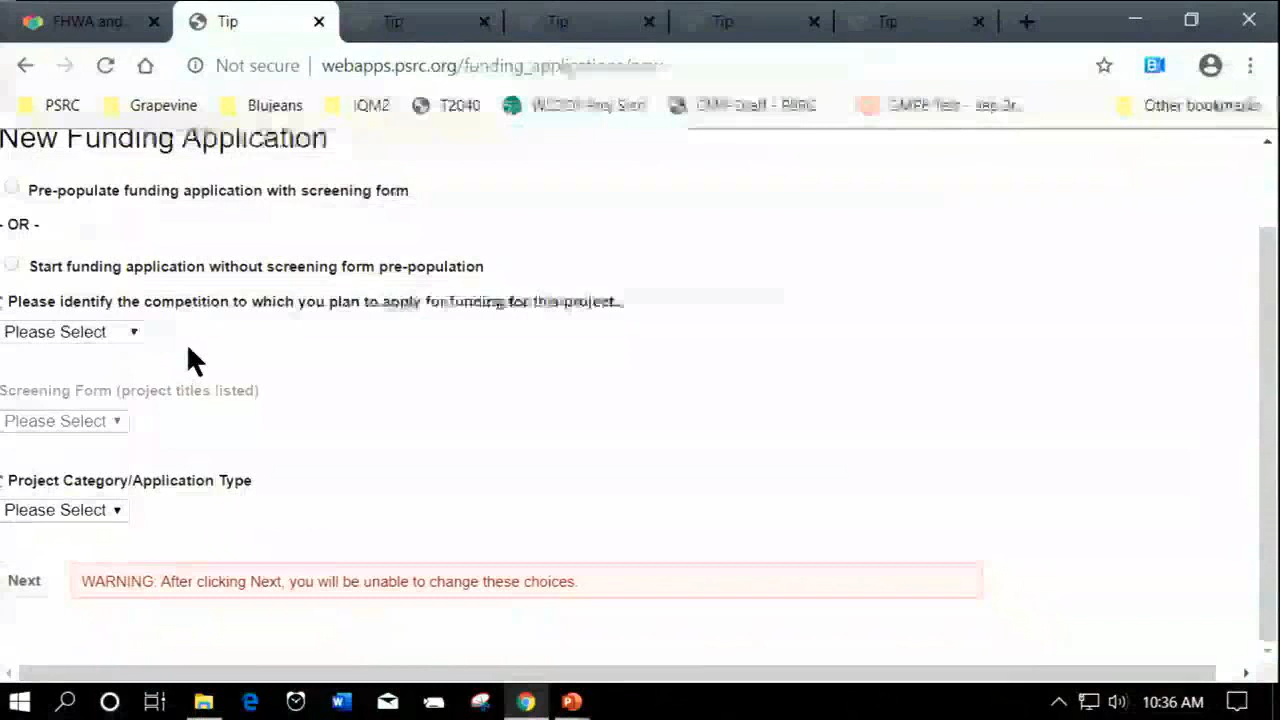 FHWA and
Tip
Tip
Tip
Tip
Tip
Not secure | webapps.psrc.org/funding_applications/new
PSRC
Grapevine
Blujeans
IQM2
T2040
Other bookmarks
New Funding Application
Pre-populate funding application with screening form
- OR -
Start funding application without screening form pre-population
Please identify the competition to which you plan to apply for funding for this project.
Please Select
Screening Form (project titles listed)
Please Select
Project Category/Application Type
Please Select
Next
WARNING: After clicking Next, you will be unable to change these choices.
10:36 AM